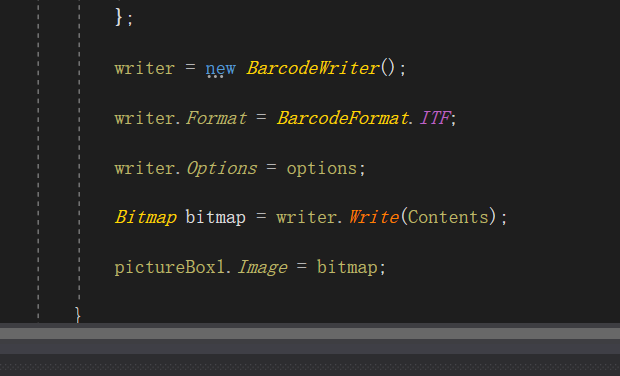 };
writer = new BarcodeWriter();
writer.Format = BarcodeFormat.ITF;
writer.Options = options;
Bitmap bitmap = writer.Write(Contents);
pictureBox1.Image = bitmap;
}